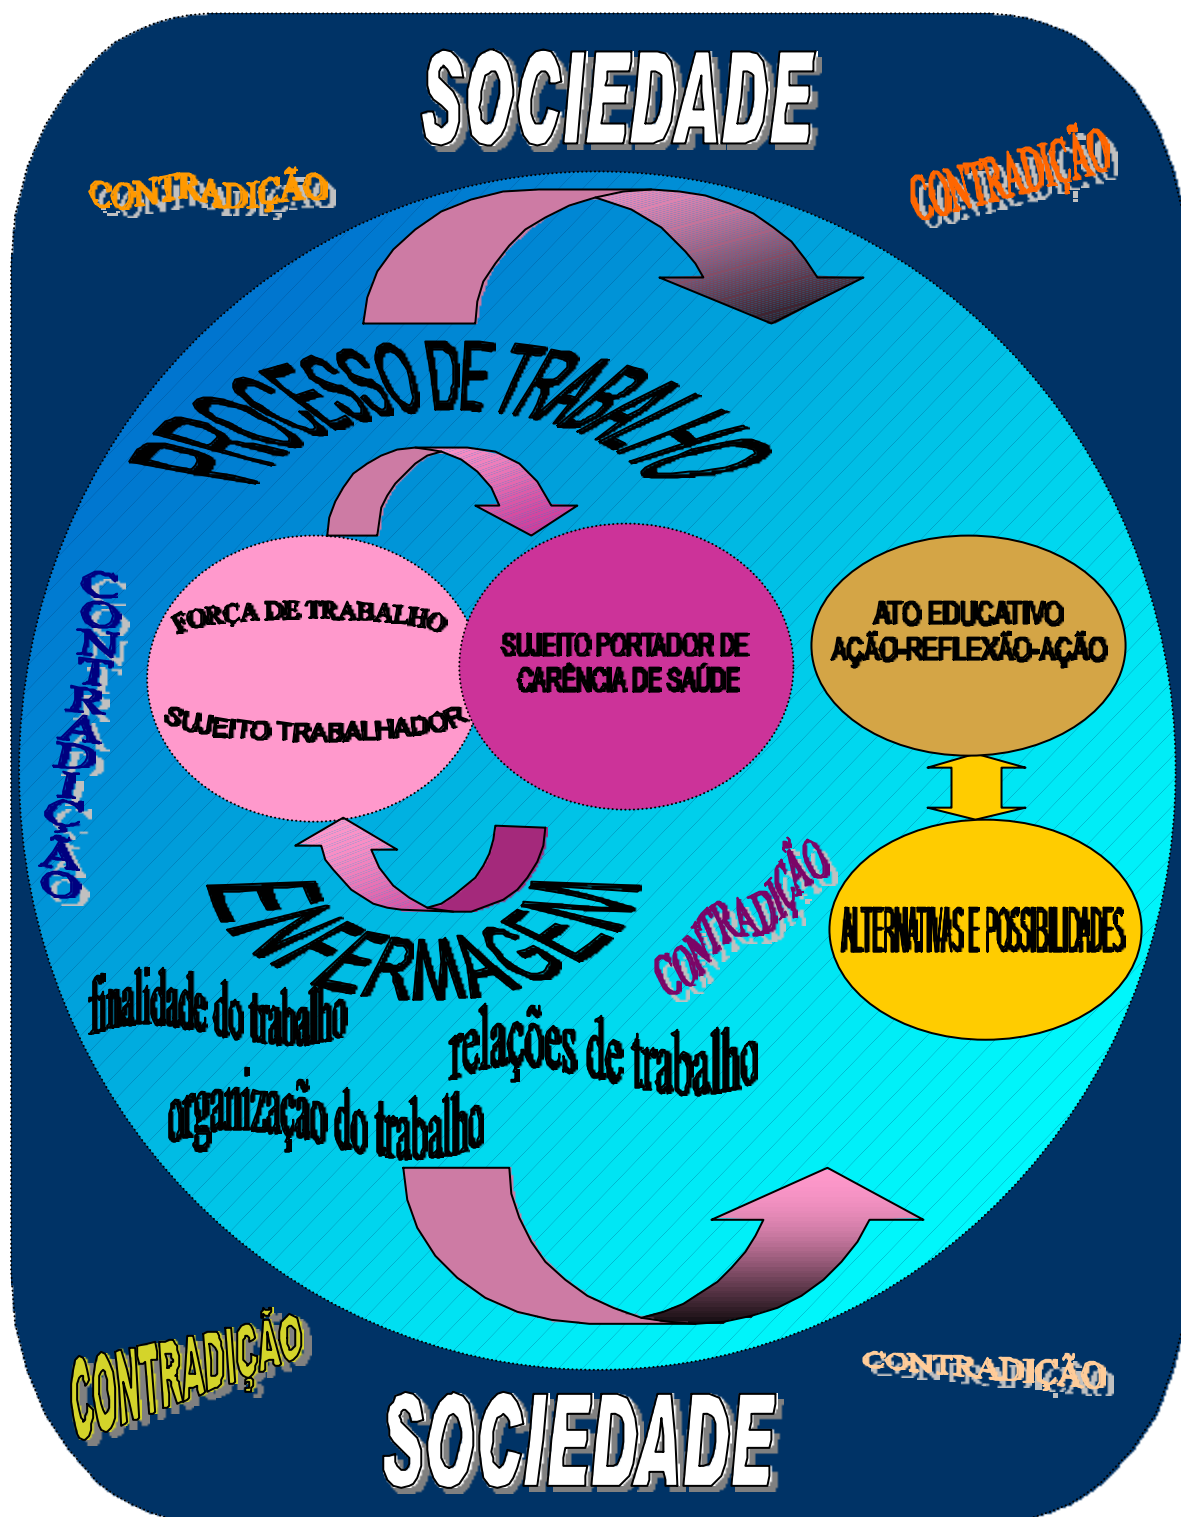 SOCIEDADE
CONTRADIÇÃO
CONTRADIÇÃO
PROCESSO DE TRABALHO
CONTRADIÇÃO
FORÇA DE TRABALHO
SUJEITO TRABALHADOR
SUJEITO PORTADOR DE
CARÊNCIA DE SAÚDE
ATO EDUCATIVO
AÇÃO-REFLEXÃO-AÇÃO
ALTERNATIVAS E POSSIBILIDADES
ENFERMAGEM
CONTRADIÇÃO
finalidade do trabalho
relações de trabalho
organização do trabalho
CONTRADIÇÃO
CONTRADIÇÃO
SOCIEDADE